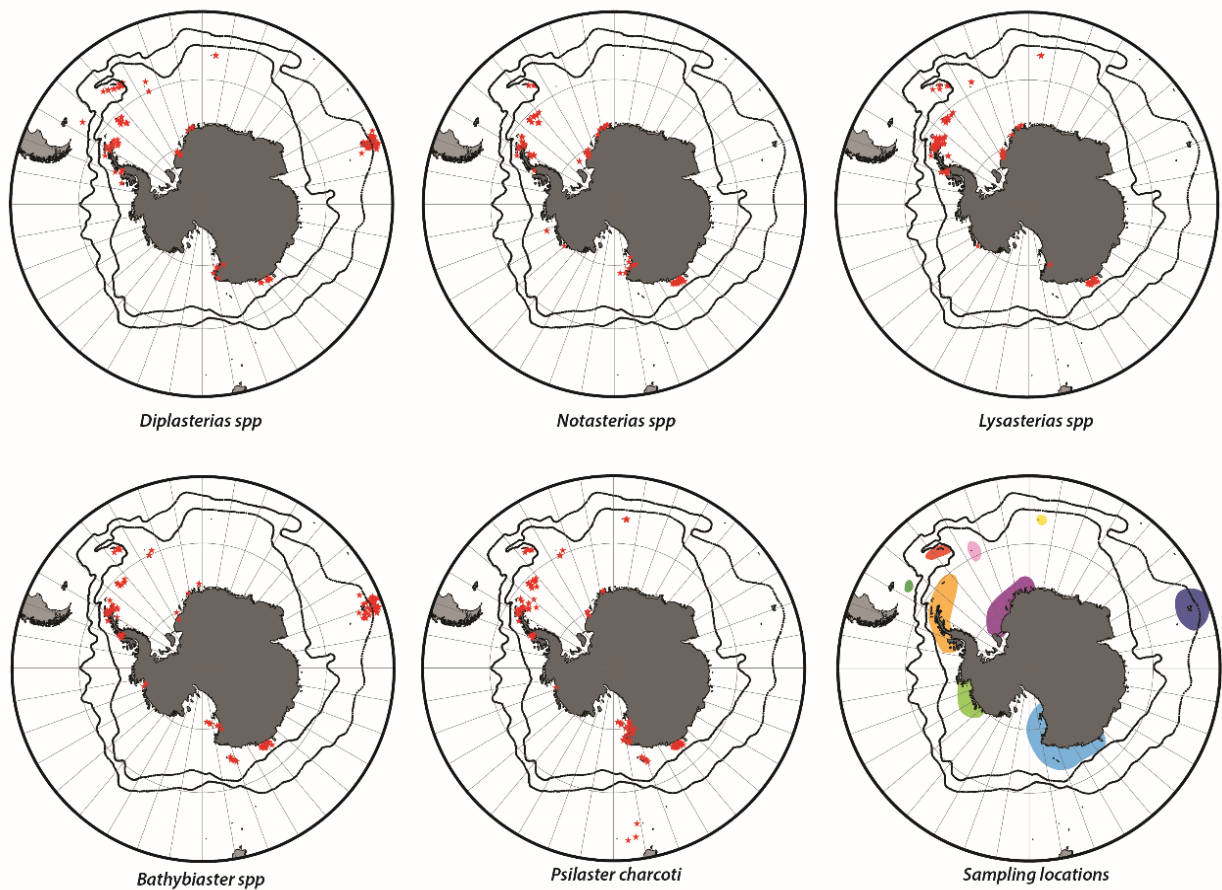 Diplasterias spp
Notasterias spp
Lysasterias spp
Bathybiaster spp
Psilaster charcoti
Sampling locations